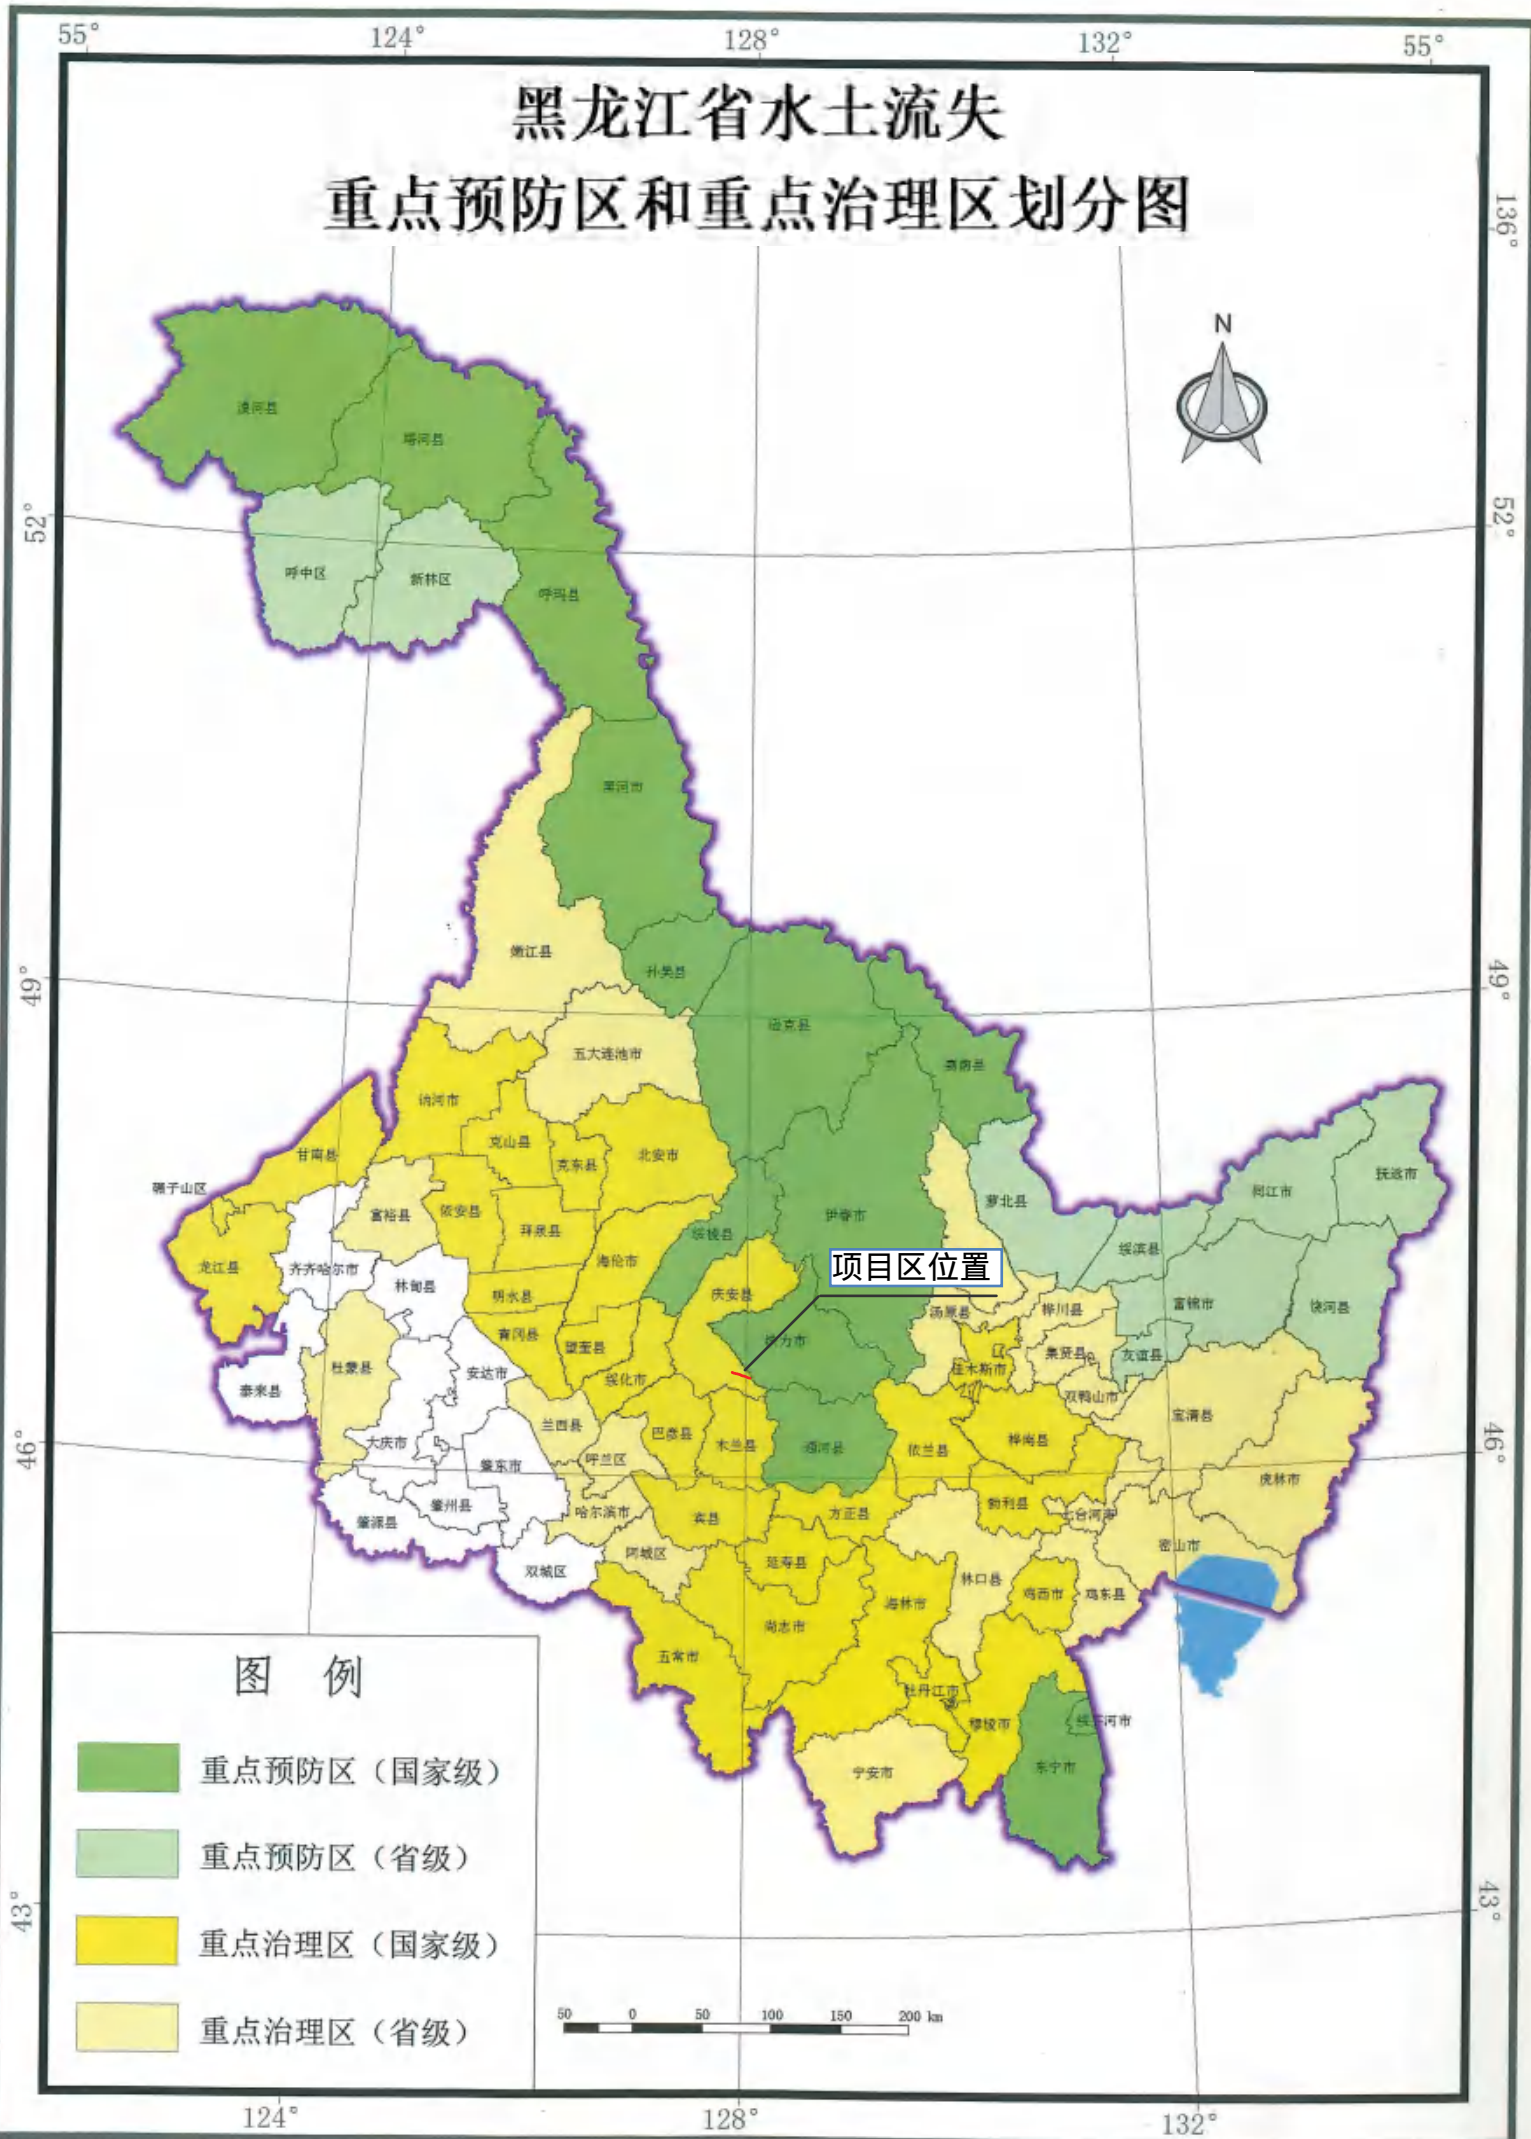 55° 124° 128° 132° 55°
黑龙江省水土流失
重点预防区和重点治理区划分图
136°
N
漠河县
塔河县
52° 52°
呼中区 新林区
呼玛县
黑河市
嫩江县
孙吴县
49° 49°
逊克县
五大连池市
嘉荫县
讷河市
克山县
甘南县
克东县
北安市
碾子山区
富裕县
依安县
拜泉县
绥棱县
伊春市
萝北县
同江市
抚远市
龙江县
齐齐哈尔市
林甸县
海伦市
绥滨县
项目区位置
明水县
庆安县
汤原县
桦川县
富锦市
饶河县
青冈县
望奎县
铁力市
集贤县
友谊县
泰来县
杜蒙县
安达市
绥化市
佳木斯市
双鸭山市
宝清县
46° 46°
大庆市
兰西县
巴彦县
木兰县
通河县
依兰县
桦南县
肇东市
呼兰区
虎林市
肇源县
肇州县
哈尔滨市
宾县
方正县
勃利县
七台河市
双城区
阿城区
延寿县
密山市
林口县
鸡西市
鸡东县
海林市
尚志市
五常市
牡丹江市
穆棱市
绥芬河市
宁安市
东宁市
图 例
重点预防区（国家级）
重点预防区（省级）
重点治理区（国家级）
重点治理区（省级）
43° 43°
50 0 50 100 150 200 km
124° 128° 132°